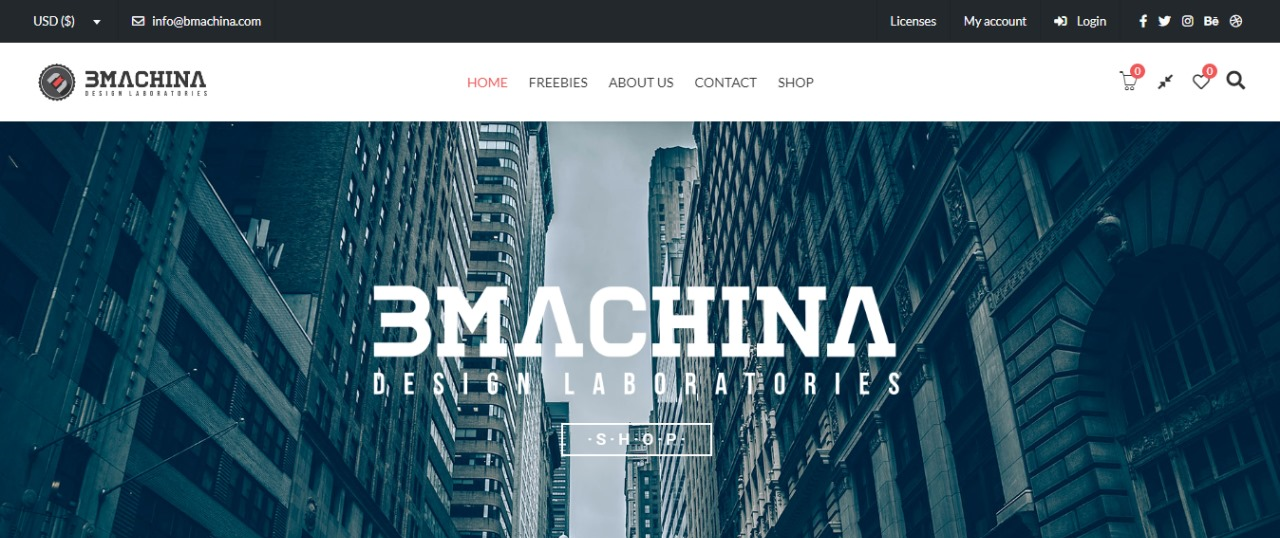 USD ($)
info@bmachina.com
Licenses
My account
Login
BMACHINA
DESIGN LABORATORIES
HOME
FREEBIES
ABOUT US
CONTACT
SHOP
0
0
BMACHINA
DESIGN LABORATORIES
·S·H·O·P·